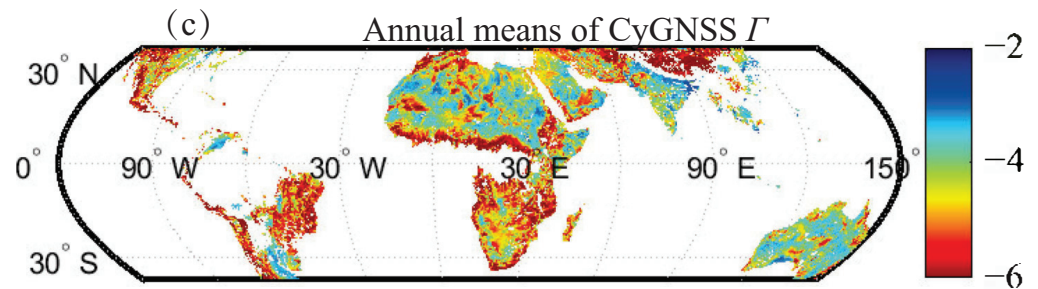 (c) Annual means of CyGNSS Γ
30° N
0° 90° W 30° W 30° E 90° E 150°
30° S
−2
−4
−6